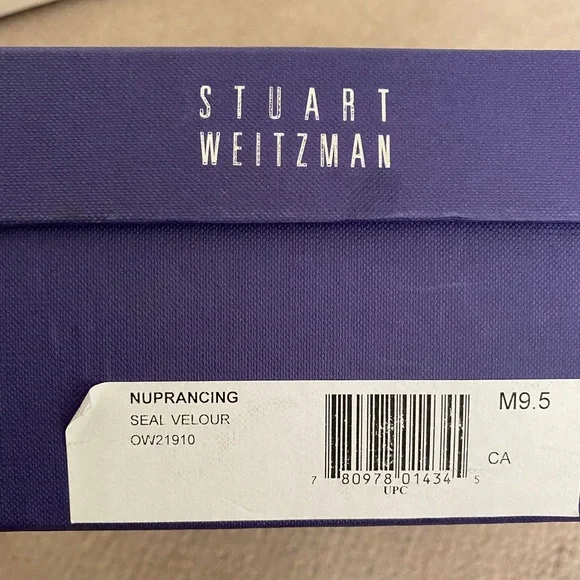 STUART
WEITZMAN
NUPRANCING
SEAL VELOUR
OW21910
M9.5
CA
7 80978 01434 5
UPC